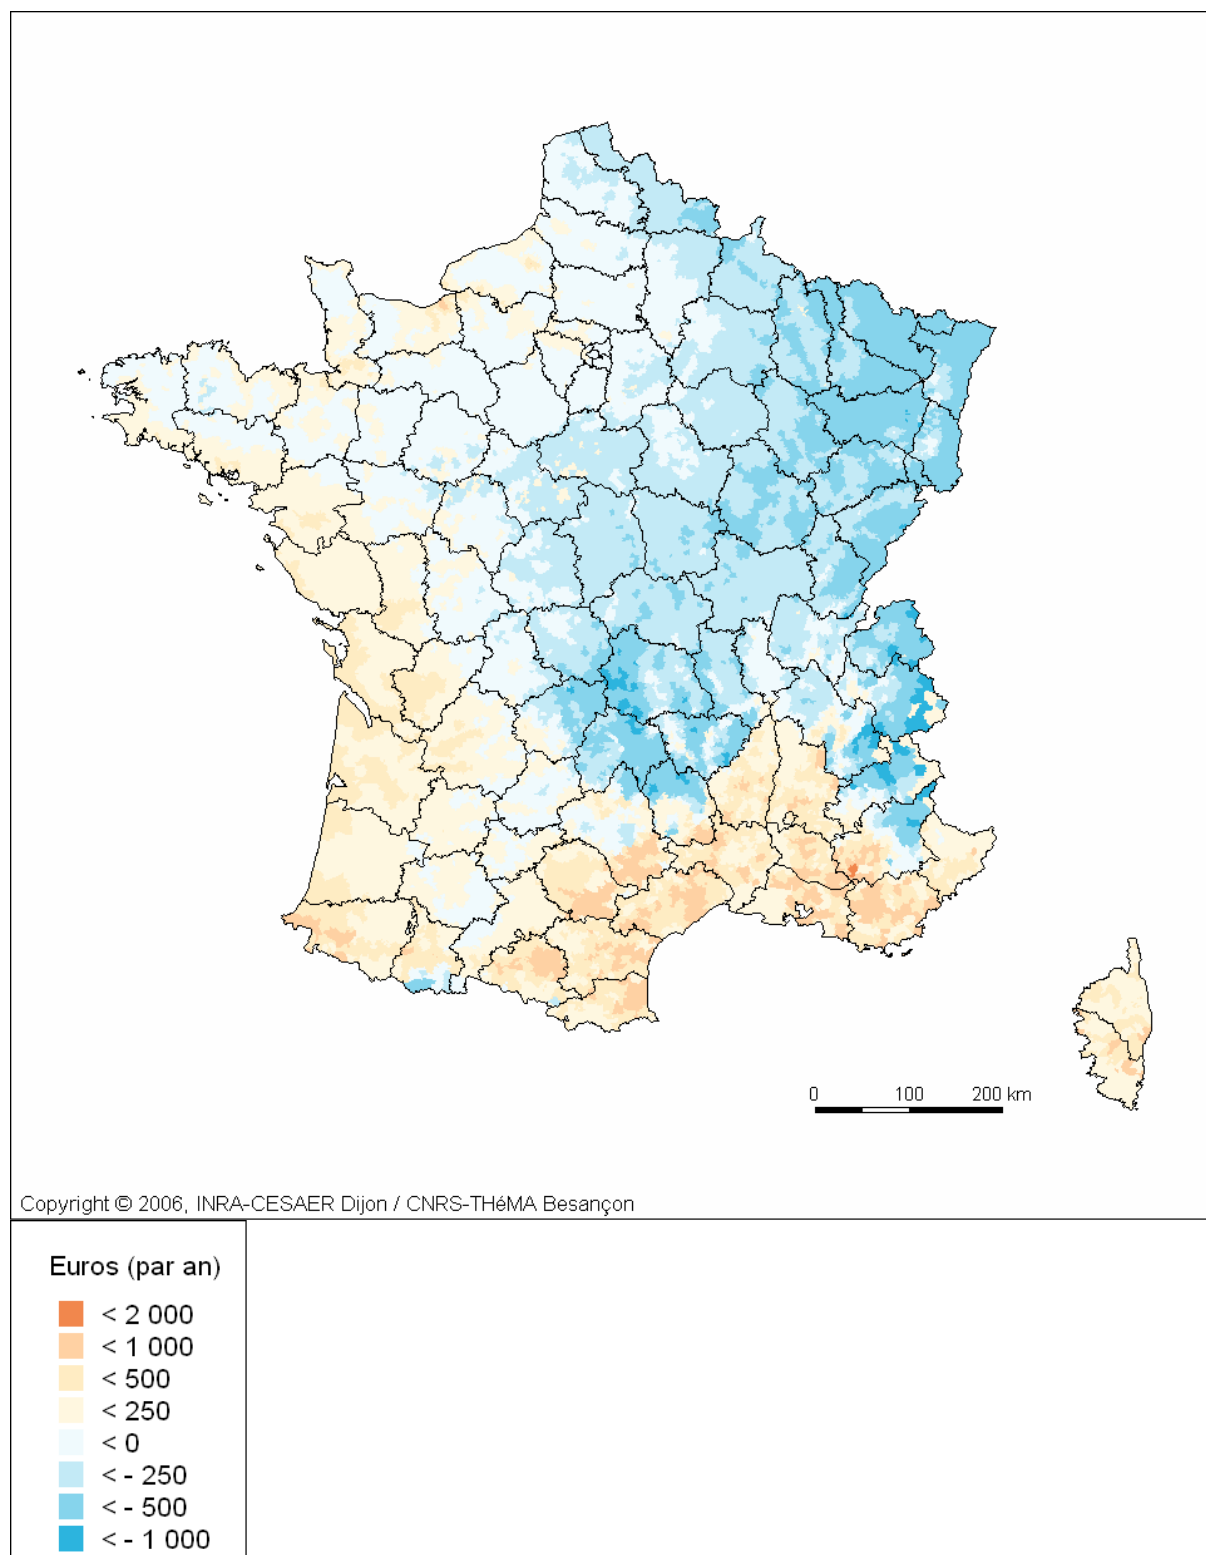 0 100 200 km
Copyright © 2006, INRA-CESAER Dijon / CNRS-THéMA Besançon
Euros (par an)
< 2 000
< 1 000
< 500
< 250
< 0
< - 250
< - 500
< - 1 000